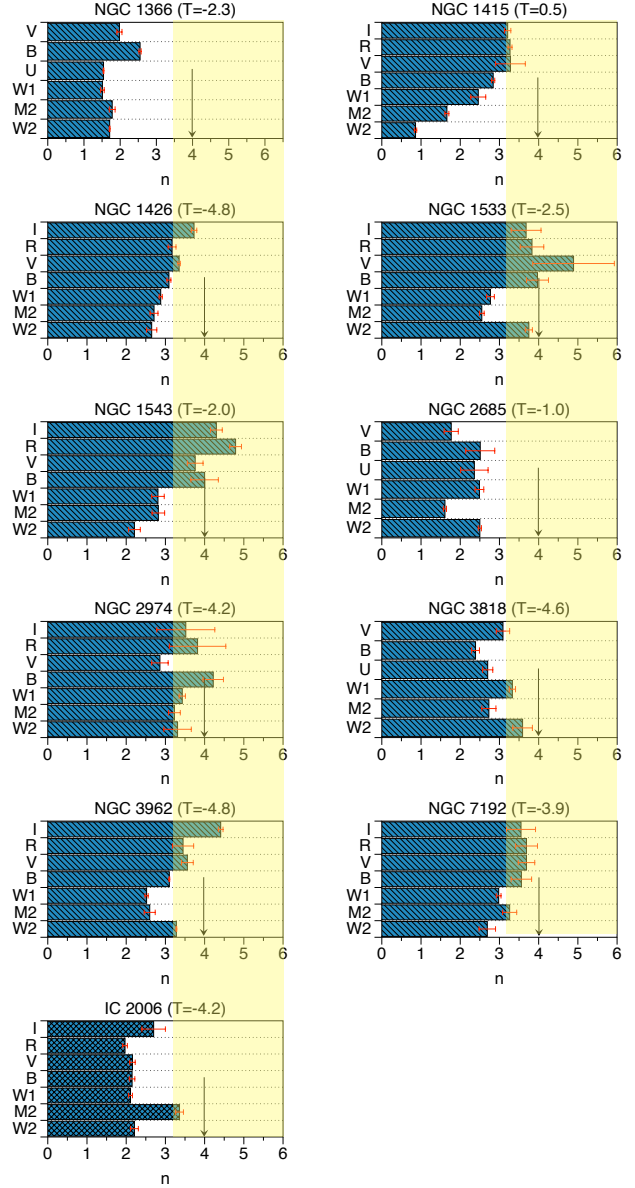 NGC 1366 (T=-2.3)
V
B
U
W1
M2
W2
0 1 2 3 4 5 6
n
NGC 1415 (T=0.5)
I
R
V
B
W1
M2
W2
0 1 2 3 4 5 6
n
NGC 1426 (T=-4.8)
I
R
V
B
W1
M2
W2
0 1 2 3 4 5 6
n
NGC 1533 (T=-2.5)
I
R
V
B
W1
M2
W2
0 1 2 3 4 5 6
n
NGC 1543 (T=-2.0)
I
R
V
B
W1
M2
W2
0 1 2 3 4 5 6
n
NGC 2685 (T=-1.0)
V
B
U
W1
M2
W2
0 1 2 3 4 5 6
n
NGC 2974 (T=-4.2)
I
R
V
B
W1
M2
W2
0 1 2 3 4 5 6
n
NGC 3818 (T=-4.6)
V
B
U
W1
M2
W2
0 1 2 3 4 5 6
n
NGC 3962 (T=-4.8)
I
R
V
B
W1
M2
W2
0 1 2 3 4 5 6
n
NGC 7192 (T=-3.9)
I
R
V
B
W1
M2
W2
0 1 2 3 4 5 6
n
IC 2006 (T=-4.2)
I
R
V
B
W1
M2
W2
0 1 2 3 4 5 6
n